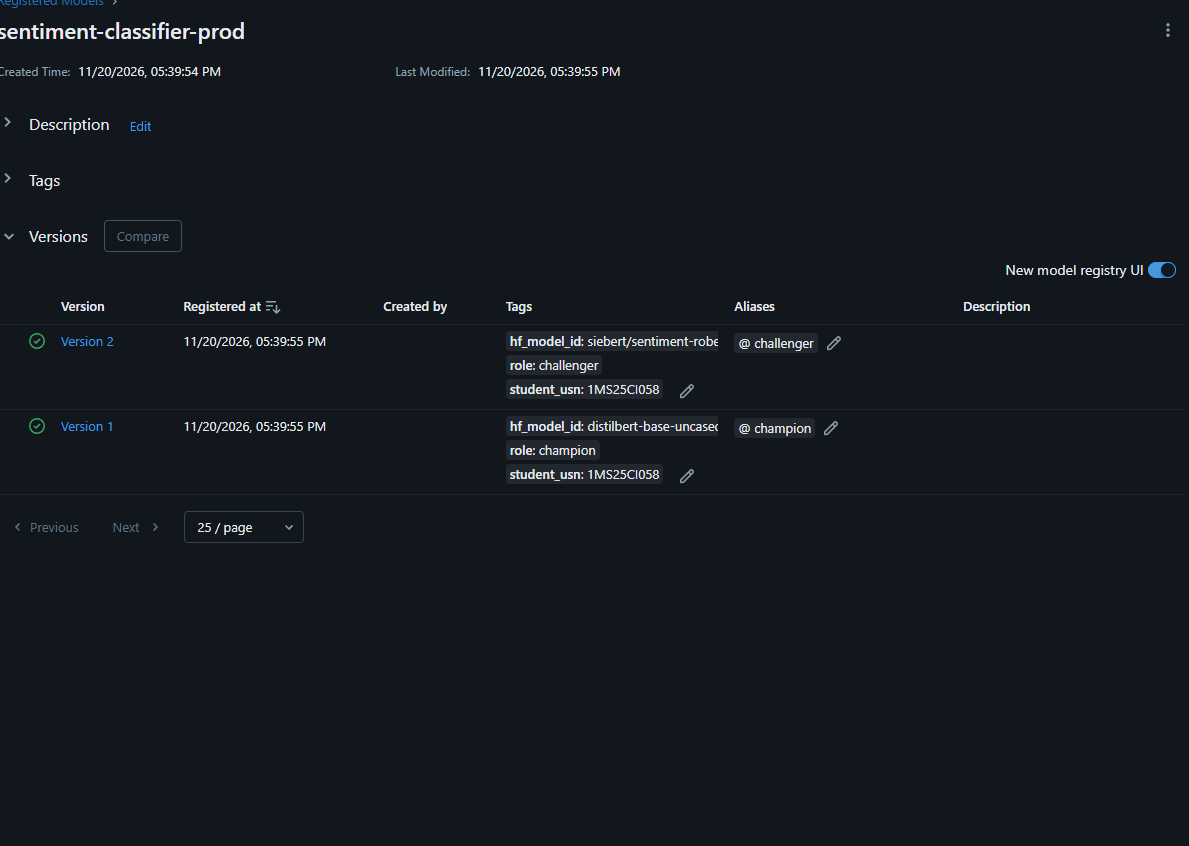 Registered Models
sentiment-classifier-prod
Created Time: 11/20/2026, 05:39:54 PM Last Modified: 11/20/2026, 05:39:55 PM
Description Edit
Tags
Versions Compare
New model registry UI
Version Registered at Created by Tags Aliases Description
Version 2 11/20/2026, 05:39:55 PM hf_model_id: siebert/sentiment-robe @ challenger
role: challenger
student_usn: 1MS25CI058
Version 1 11/20/2026, 05:39:55 PM hf_model_id: distilbert-base-uncased @ champion
role: champion
student_usn: 1MS25CI058
Previous Next 25 / page